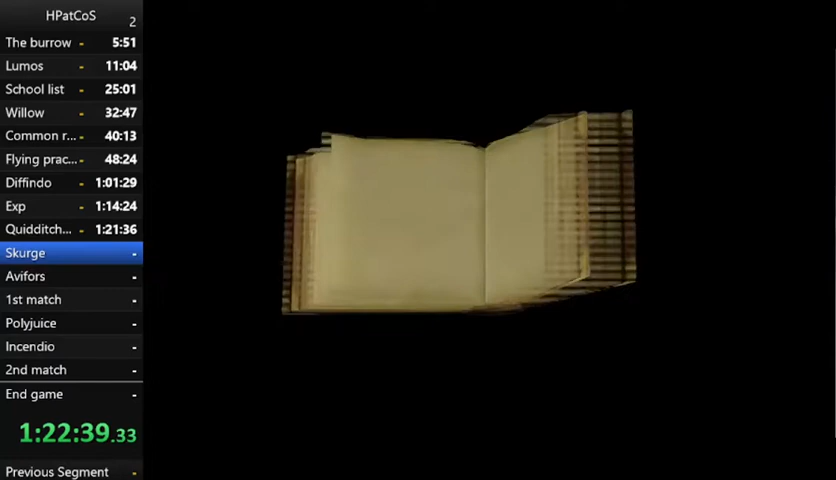 HPatCoS
2
The burrow - 5:51
Lumos - 11:04
School list - 25:01
Willow - 32:47
Common r... - 40:13
Flying prac... - 48:24
Diffindo - 1:01:29
Exp - 1:14:24
Quidditch... - 1:21:36
Skurge -
Avifors -
1st match -
Polyjuice -
Incendio -
2nd match -
End game -
1:22:39.33
Previous Segment -